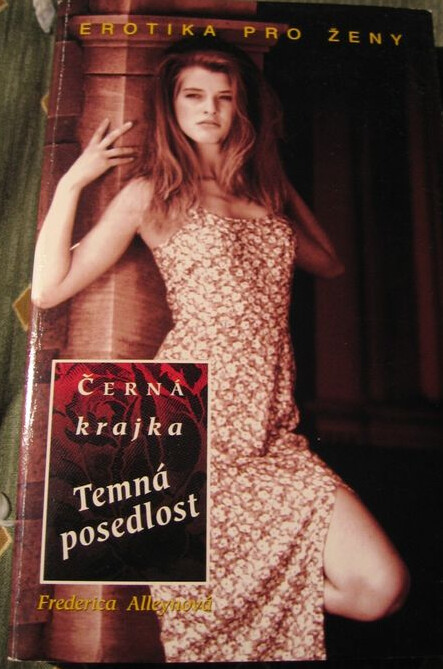 EROTIKA PRO ŽENY
ČERNÁ
krajka
Temná
posedlost
Frederica Alleynová